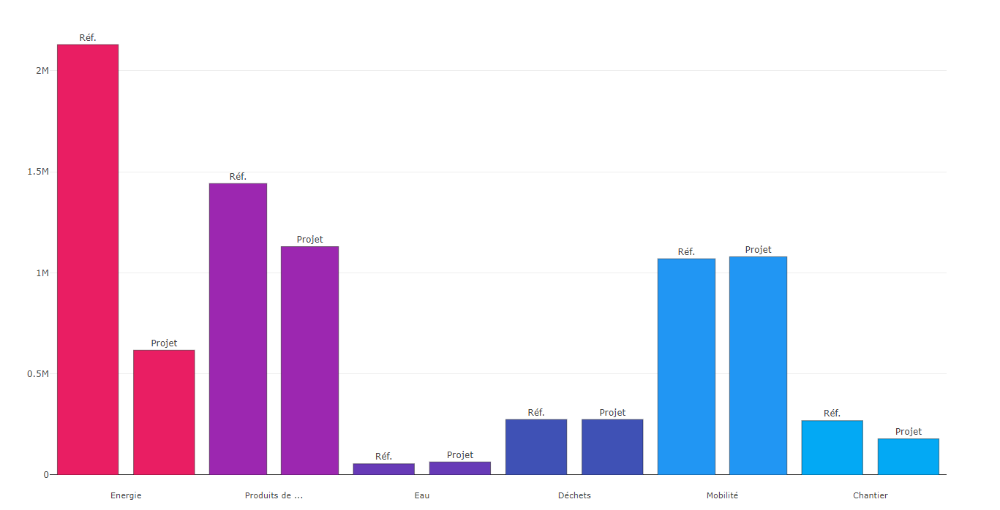 Réf.
2M
Réf.
1.5M
Projet
Réf.
Projet
1M
Projet
0.5M
Réf.
Projet
Réf.
Projet
Réf.
Projet
0
Energie
Produits de ...
Eau
Déchets
Mobilité
Chantier